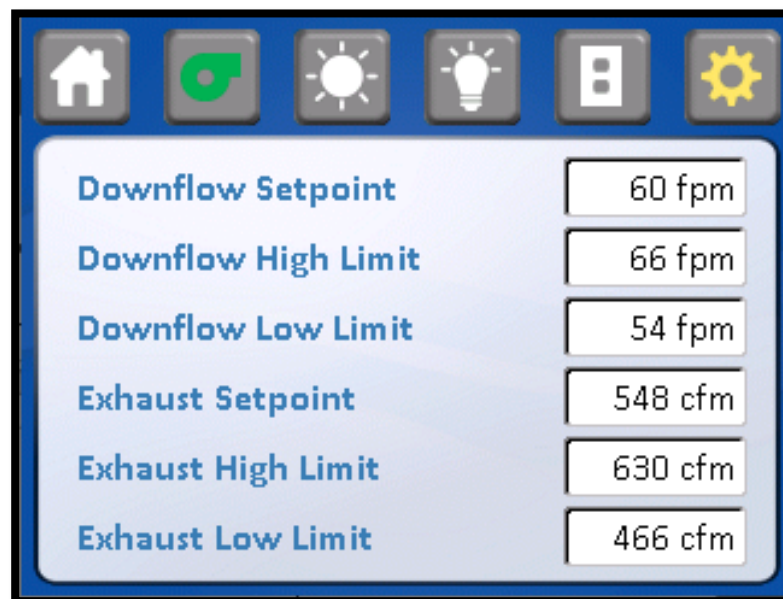 Downflow Setpoint 60 fpm
Downflow High Limit 66 fpm
Downflow Low Limit 54 fpm
Exhaust Setpoint 548 cfm
Exhaust High Limit 630 cfm
Exhaust Low Limit 466 cfm